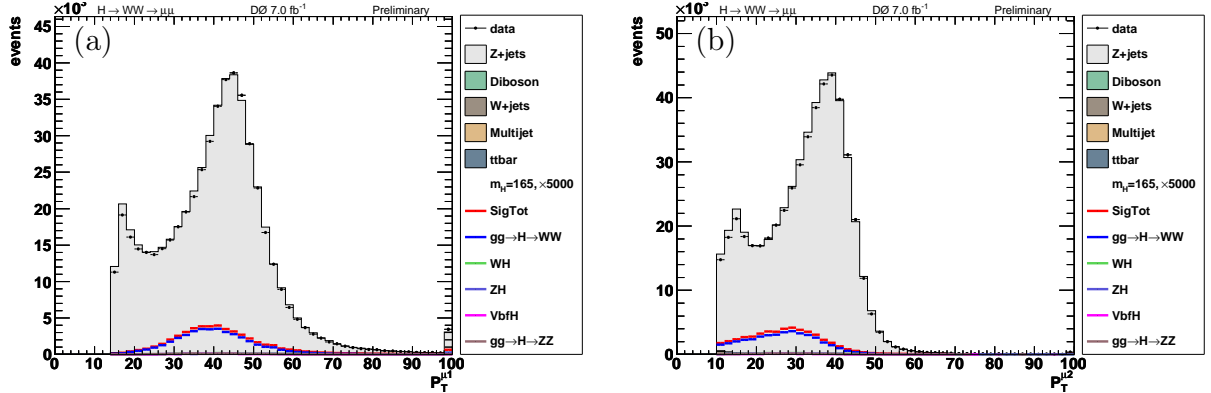 ×10³ H → WW → μμ DØ 7.0 fb⁻¹ Preliminary
(a)
events
45
40
35
30
25
20
15
10
5
0
0 10 20 30 40 50 60 70 80 90 100
P_T^μ1
data
Z+jets
Diboson
W+jets
Multijet
ttbar
m_H=165, ×5000
SigTot
gg→H→WW
WH
ZH
VbfH
gg→H→ZZ
×10³ H → WW → μμ DØ 7.0 fb⁻¹ Preliminary
(b)
events
50
40
30
20
10
0
0 10 20 30 40 50 60 70 80 90 100
P_T^μ2
data
Z+jets
Diboson
W+jets
Multijet
ttbar
m_H=165, ×5000
SigTot
gg→H→WW
WH
ZH
VbfH
gg→H→ZZ